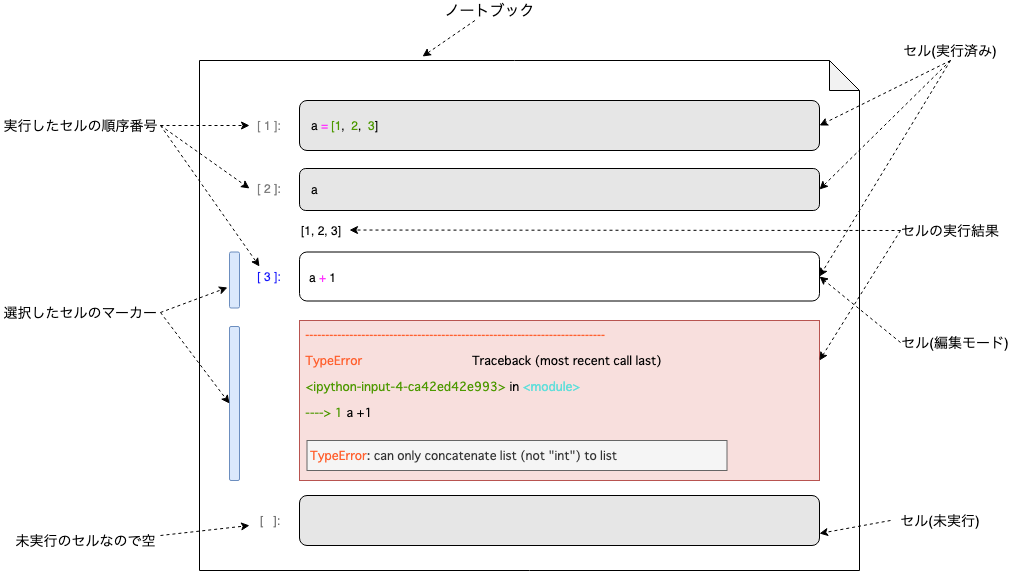 ノートブック
セル(実行済み)
実行したセルの順序番号
[ 1 ]:
a = [1, 2, 3]
[ 2 ]:
a
[1, 2, 3]
セルの実行結果
[ 3 ]:
a + 1
選択したセルのマーカー
セル(編集モード)
---------------------------------------------------------------------------
TypeError Traceback (most recent call last)
<ipython-input-4-ca42ed42e993> in <module>
----> 1 a +1
TypeError: can only concatenate list (not "int") to list
[ ]:
セル(未実行)
未実行のセルなので空